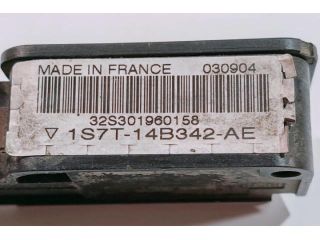 MADE IN FRANCE 030904
32S301960158
▽ 1S7T-14B342-AE